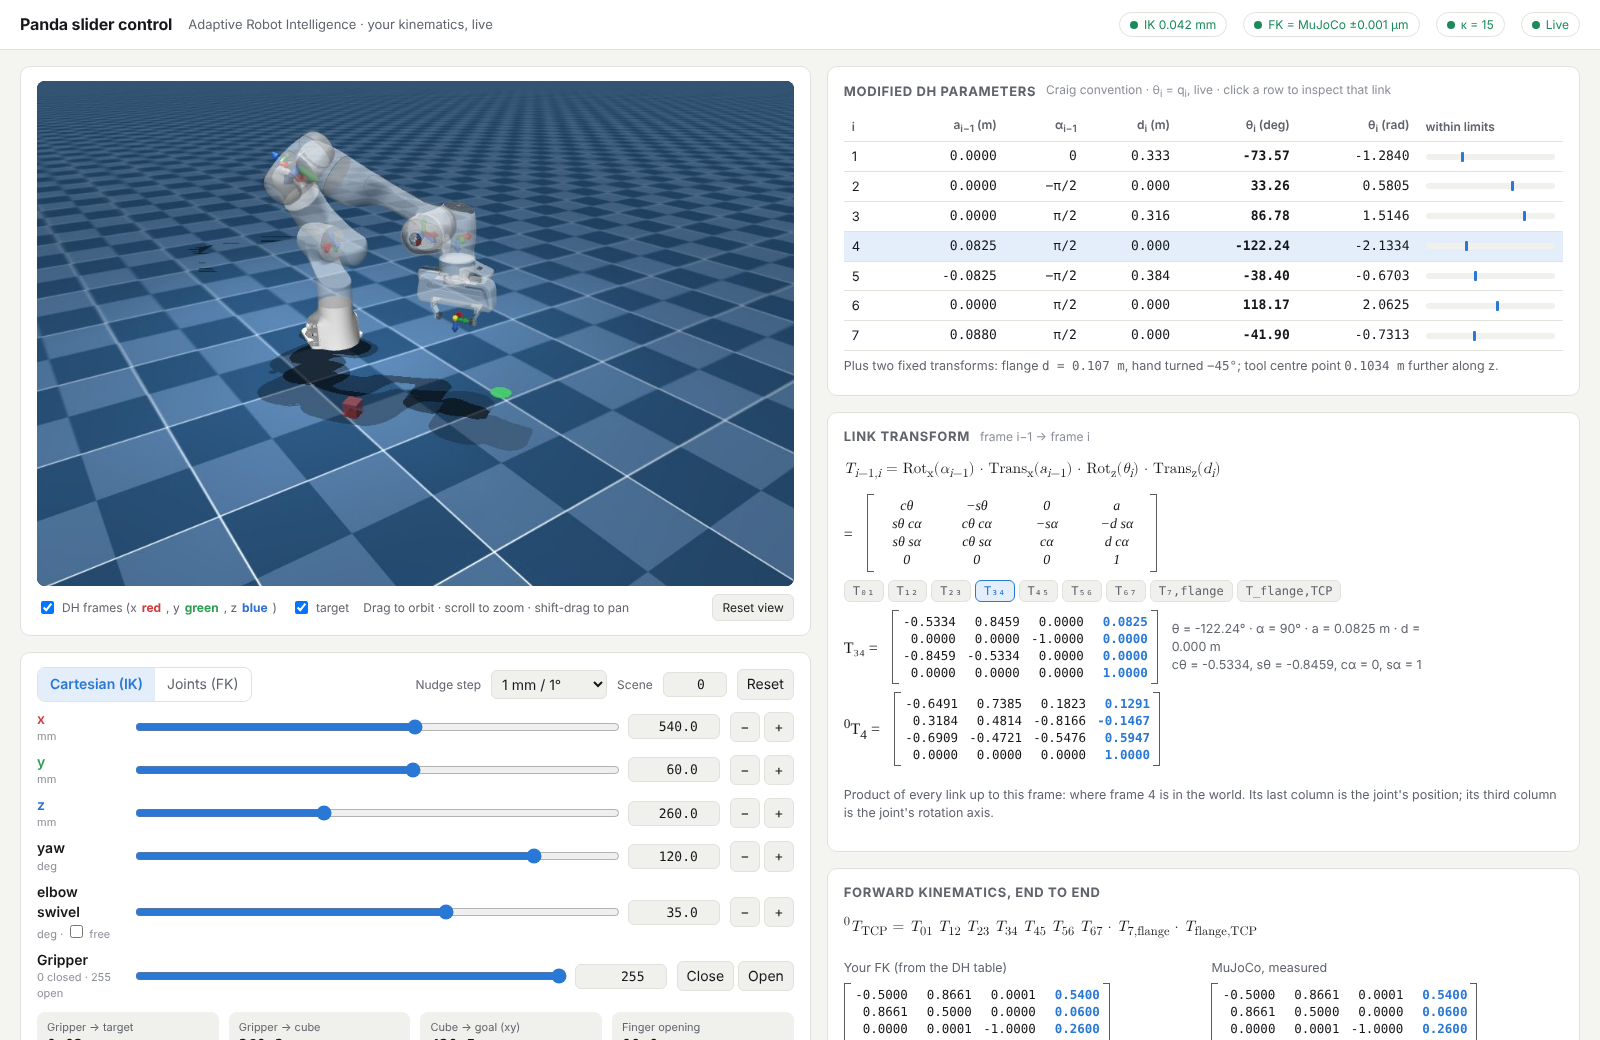 Panda slider control Adaptive Robot Intelligence · your kinematics, live IK 0.042 mm FK = MuJoCo ±0.001 µm κ = 15 Live
DH frames (x red , y green , z blue ) target Drag to orbit · scroll to zoom · shift-drag to pan Reset view
Cartesian (IK) Joints (FK) Nudge step 1 mm / 1° Scene 0 Reset
x
mm
540.0 − +
y
mm
60.0 − +
z
mm
260.0 − +
yaw
deg
120.0 − +
elbow
swivel
deg · free
35.0 − +
Gripper
0 closed · 255
open
255 Close Open
Gripper → target Gripper → cube Cube → goal (xy) Finger opening
MODIFIED DH PARAMETERS Craig convention · θi = qi, live · click a row to inspect that link
i ai−1 (m) αi−1 di (m) θi (deg) θi (rad) within limits
1 0.0000 0 0.333 -73.57 -1.2840
2 0.0000 −π/2 0.000 33.26 0.5805
3 0.0000 π/2 0.316 86.78 1.5146
4 0.0825 π/2 0.000 -122.24 -2.1334
5 -0.0825 −π/2 0.384 -38.40 -0.6703
6 0.0000 π/2 0.000 118.17 2.0625
7 0.0880 π/2 0.000 -41.90 -0.7313
Plus two fixed transforms: flange d = 0.107 m, hand turned −45°; tool centre point 0.1034 m further along z.
LINK TRANSFORM frame i−1 → frame i
Ti−1,i = Rotx(αi−1) · Transx(ai−1) · Rotz(θi) · Transz(di)
cθ −sθ 0 a
sθ cα cθ cα −sα −d sα
=
sθ sα cθ sα cα d cα
0 0 0 1
T₀₁ T₁₂ T₂₃ T₃₄ T₄₅ T₅₆ T₆₇ T₇,flange T_flange,TCP
-0.5334 0.8459 0.0000 0.0825
0.0000 0.0000 -1.0000 0.0000
T₃₄ =
-0.8459 -0.5334 0.0000 0.0000
0.0000 0.0000 0.0000 1.0000
θ = -122.24° · α = 90° · a = 0.0825 m · d =
0.000 m
cθ = -0.5334, sθ = -0.8459, cα = 0, sα = 1
-0.6491 0.7385 0.1823 0.1291
0.3184 0.4814 -0.8166 -0.1467
⁰T₄ =
-0.6909 -0.4721 -0.5476 0.5947
0.0000 0.0000 0.0000 1.0000
Product of every link up to this frame: where frame 4 is in the world. Its last column is the joint's position; its third column
is the joint's rotation axis.
FORWARD KINEMATICS, END TO END
⁰TTCP = T01 T12 T23 T34 T45 T56 T67 · T7,flange · Tflange,TCP
Your FK (from the DH table)
-0.5000 0.8661 0.0001 0.5400
0.8661 0.5000 0.0000 0.0600
0.0000 0.0001 -1.0000 0.2600
MuJoCo, measured
-0.5000 0.8661 0.0001 0.5400
0.8661 0.5000 0.0000 0.0600
0.0000 0.0001 -1.0000 0.2600